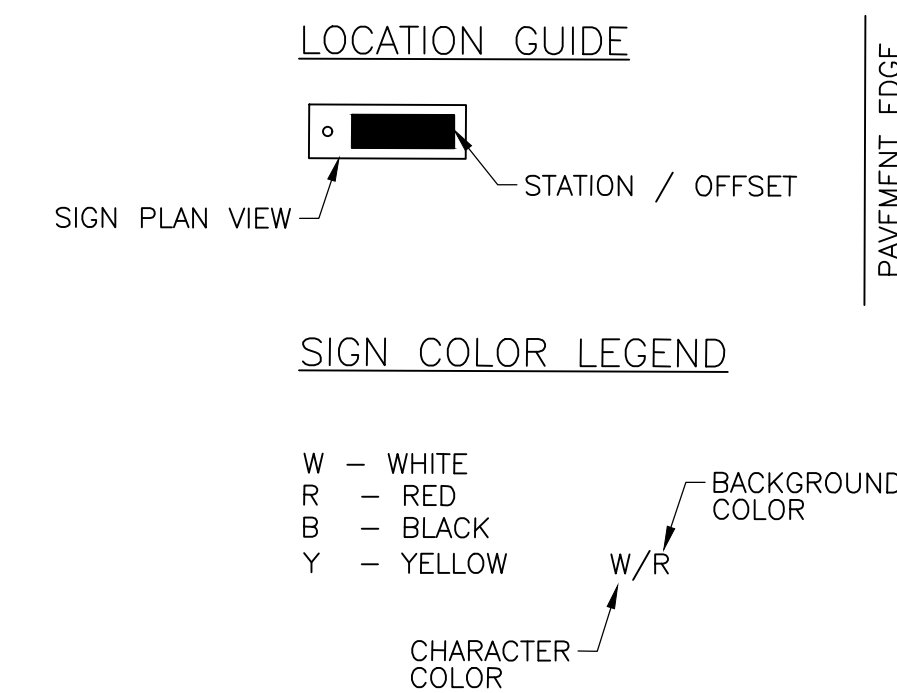 LOCATION GUIDE
STATION / OFFSET
SIGN PLAN VIEW
PAVEMENT EDGE
SIGN COLOR LEGEND
W – WHITE
R – RED
B – BLACK
Y – YELLOW
W/R
BACKGROUND
COLOR
CHARACTER
COLOR